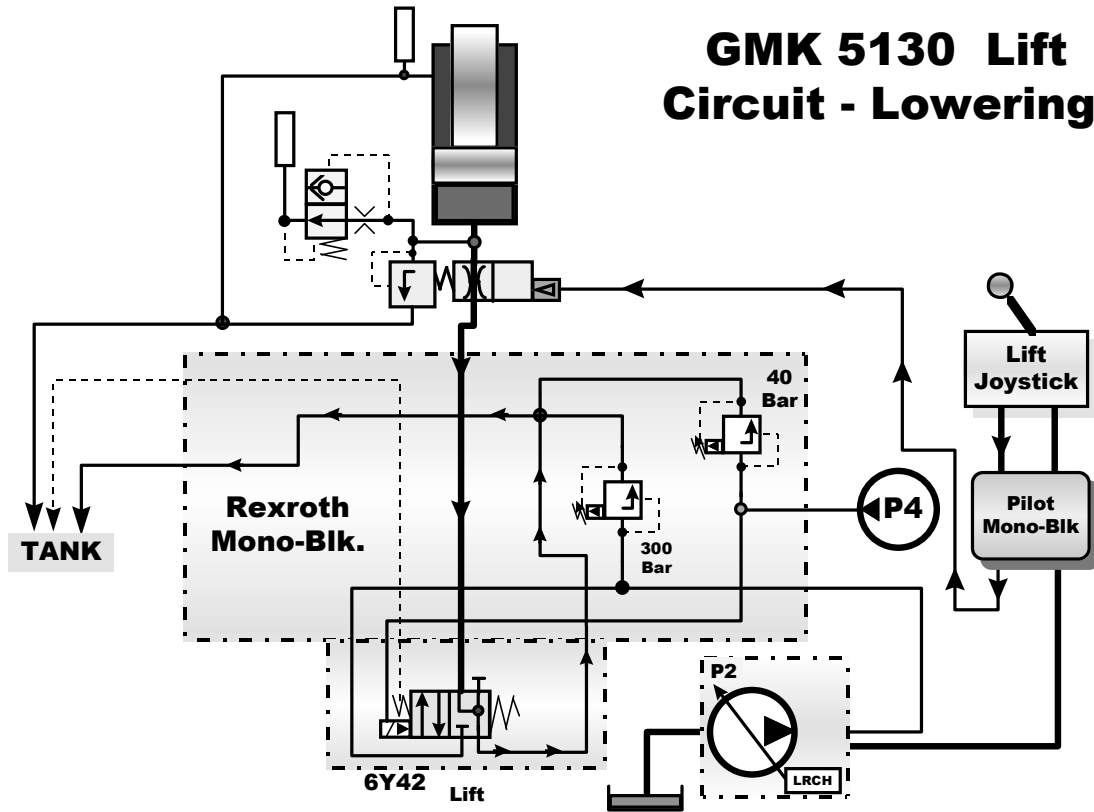 GMK 5130 Lift
Circuit - Lowering
40
Bar
Lift
Joystick
Rexroth
Mono-Blk.
P4
Pilot
Mono-Blk
TANK
300
Bar
P2
LRCH
6Y42
Lift